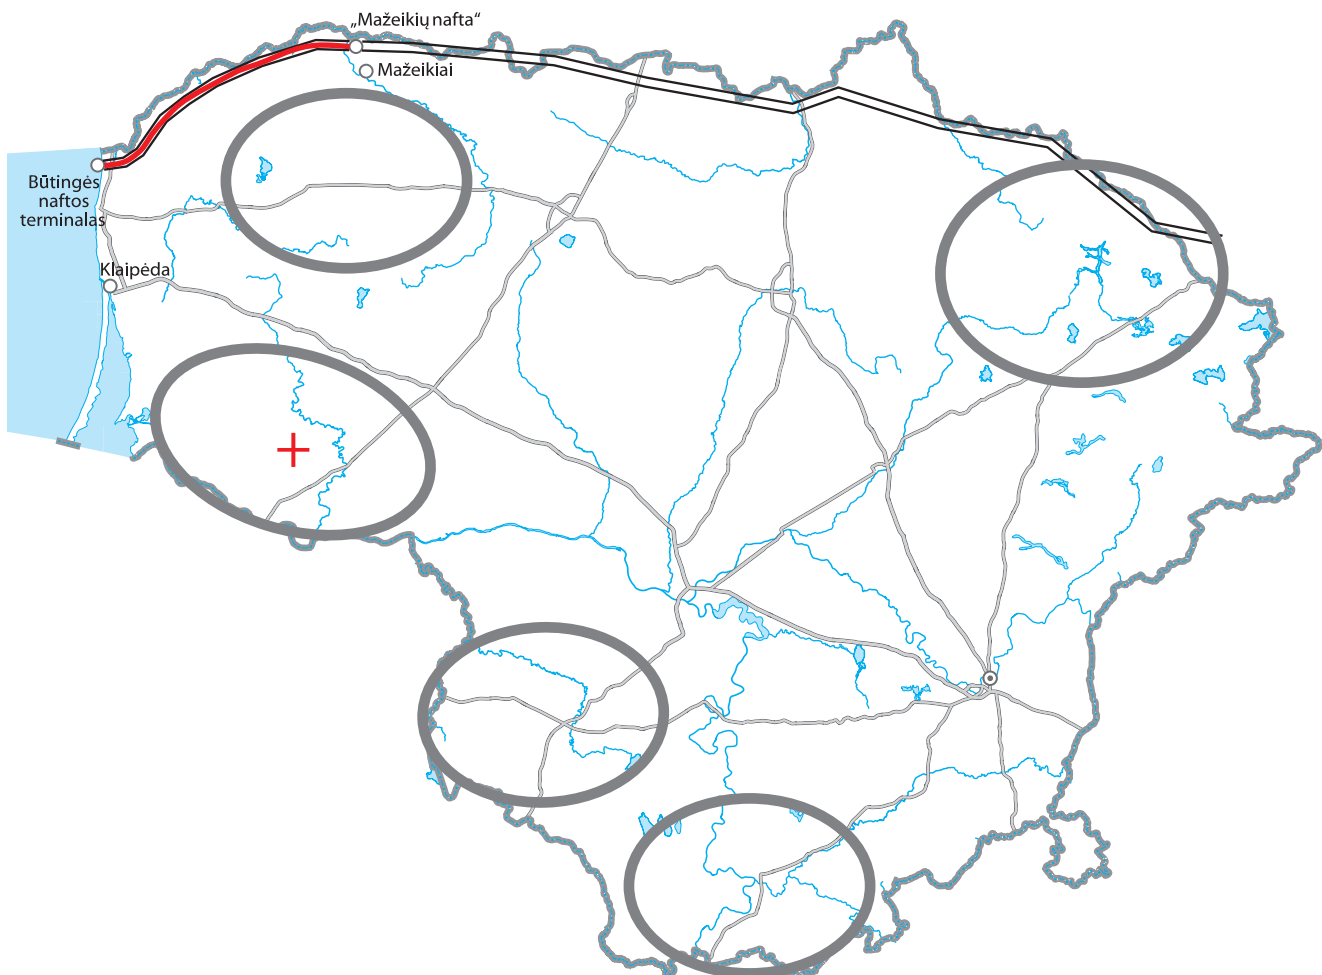 „Mažeikių nafta“
Mažeikiai
Būtingės
naftos
terminalas
Klaipėda